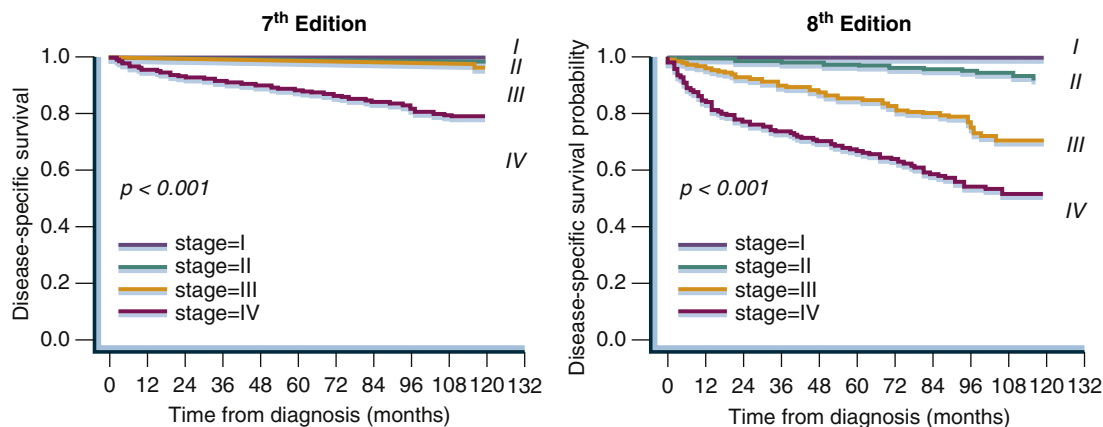 7th Edition
Disease-specific survival
1.0
0.8
0.6
0.4
0.2
0.0
I
II
III
IV
p < 0.001
stage=I
stage=II
stage=III
stage=IV
0 12 24 36 48 60 72 84 96 108 120 132
Time from diagnosis (months)
8th Edition
Disease-specific survival probability
1.0
0.8
0.6
0.4
0.2
0.0
I
II
III
IV
p < 0.001
stage=I
stage=II
stage=III
stage=IV
0 12 24 36 48 60 72 84 96 108 120 132
Time from diagnosis (months)